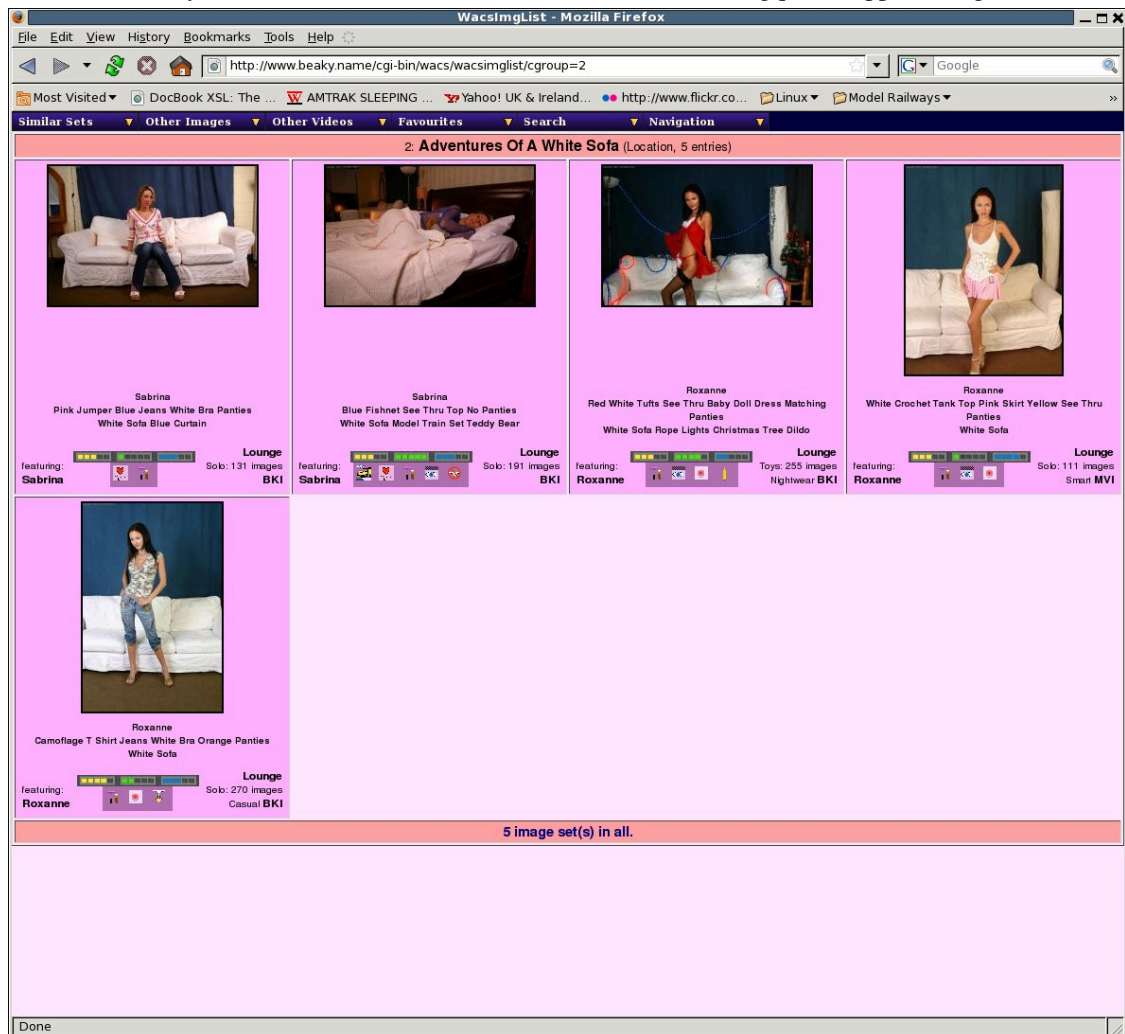 WacsImgList - Mozilla Firefox
File Edit View History Bookmarks Tools Help
http://www.beaky.name/cgi-bin/wacs/wacsimglist/cgroup=2
G Google
Most Visited DocBook XSL: The ... AMTRAK SLEEPING ... Yahoo! UK & Ireland... http://www.flickr.co... Linux Model Railways »
Similar Sets Other Images Other Videos Favourites Search Navigation
2: Adventures Of A White Sofa (Location, 5 entries)
Sabrina
Pink Jumper Blue Jeans White Bra Panties
White Sofa Blue Curtain
Lounge
featuring: Solo: 131 images
Sabrina BKI
Sabrina
Blue Fishnet See Thru Top No Panties
White Sofa Model Train Set Teddy Bear
Lounge
featuring: Solo: 191 images
Sabrina BKI
Roxanne
Red White Tufts See Thru Baby Doll Dress Matching
Panties
White Sofa Rope Lights Christmas Tree Dildo
Lounge
featuring: Toys: 255 images
Roxanne Nightwear BKI
Roxanne
White Crochet Tank Top Pink Skirt Yellow See Thru
Panties
White Sofa
Lounge
featuring: Solo: 111 images
Roxanne Smart MVI
Roxanne
Camoflage T Shirt Jeans White Bra Orange Panties
White Sofa
Lounge
featuring: Solo: 270 images
Roxanne Casual BKI
5 image set(s) in all.
Done